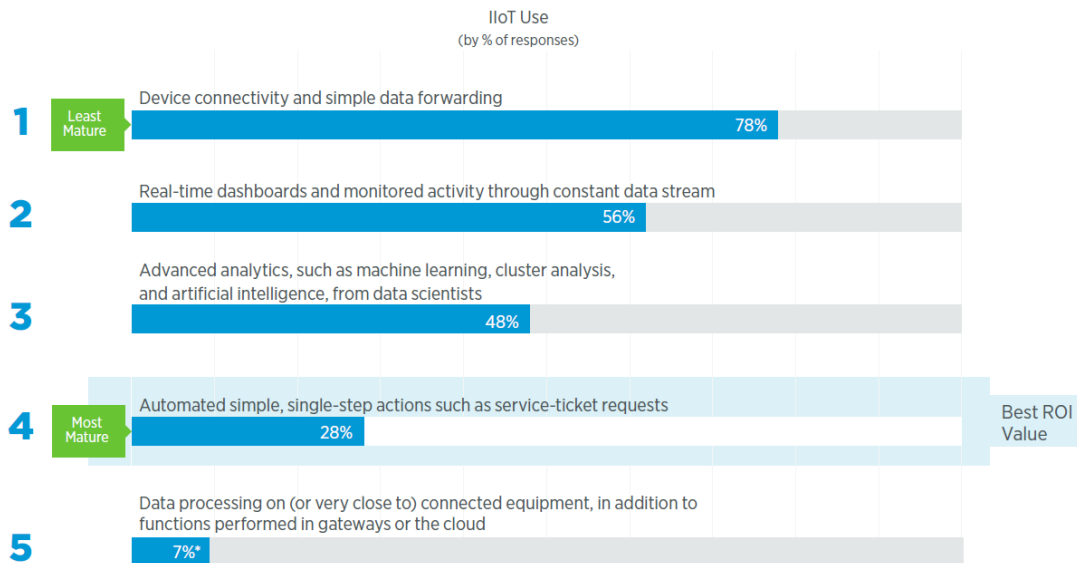 IIoT Use
(by % of responses)
Device connectivity and simple data forwarding
1
Least
Mature
78%
Real-time dashboards and monitored activity through constant data stream
2
56%
Advanced analytics, such as machine learning, cluster analysis,
and artificial intelligence, from data scientists
3
48%
Automated simple, single-step actions such as service-ticket requests
4
Most
Mature
28%
Best ROI
Value
Data processing on (or very close to) connected equipment, in addition to
functions performed in gateways or the cloud
5
7%*